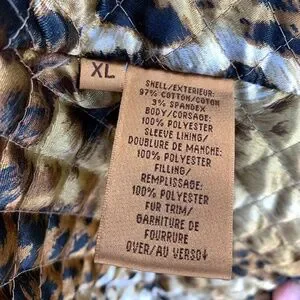 XL
SHELL/EXTERIEUR:
97% COTTON/COTON
3% SPANDEX
BODY/CORSAGE:
100% POLYESTER
SLEEVE LINING/
DOUBLURE DE MANCHE:
100% POLYESTER
FILLING/
REMPLISSAGE:
100% POLYESTER
FUR TRIM/
GARNITURE DE
FOURRURE
OVER/AU VERSO↓